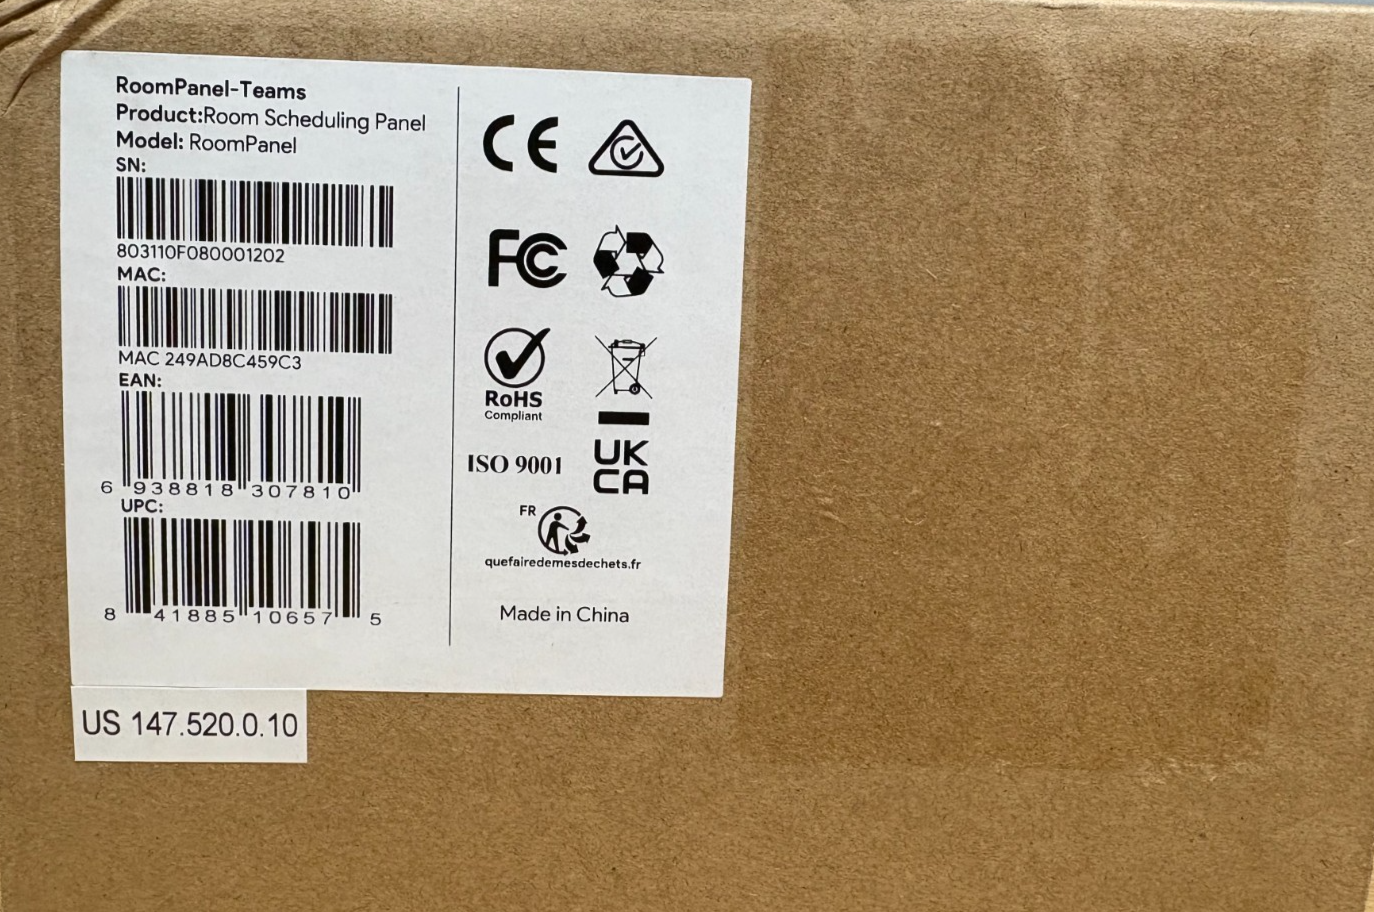 RoomPanel-Teams
Product:Room Scheduling Panel
Model: RoomPanel
SN:
803110F080001202
MAC:
MAC 249AD8C459C3
EAN:
6 938818 307810
UPC:
8 41885 10657 5
CE
FC
RoHS
Compliant
ISO 9001
UK
CA
FR
quefairedemesdechets.fr
Made in China
US 147.520.0.10